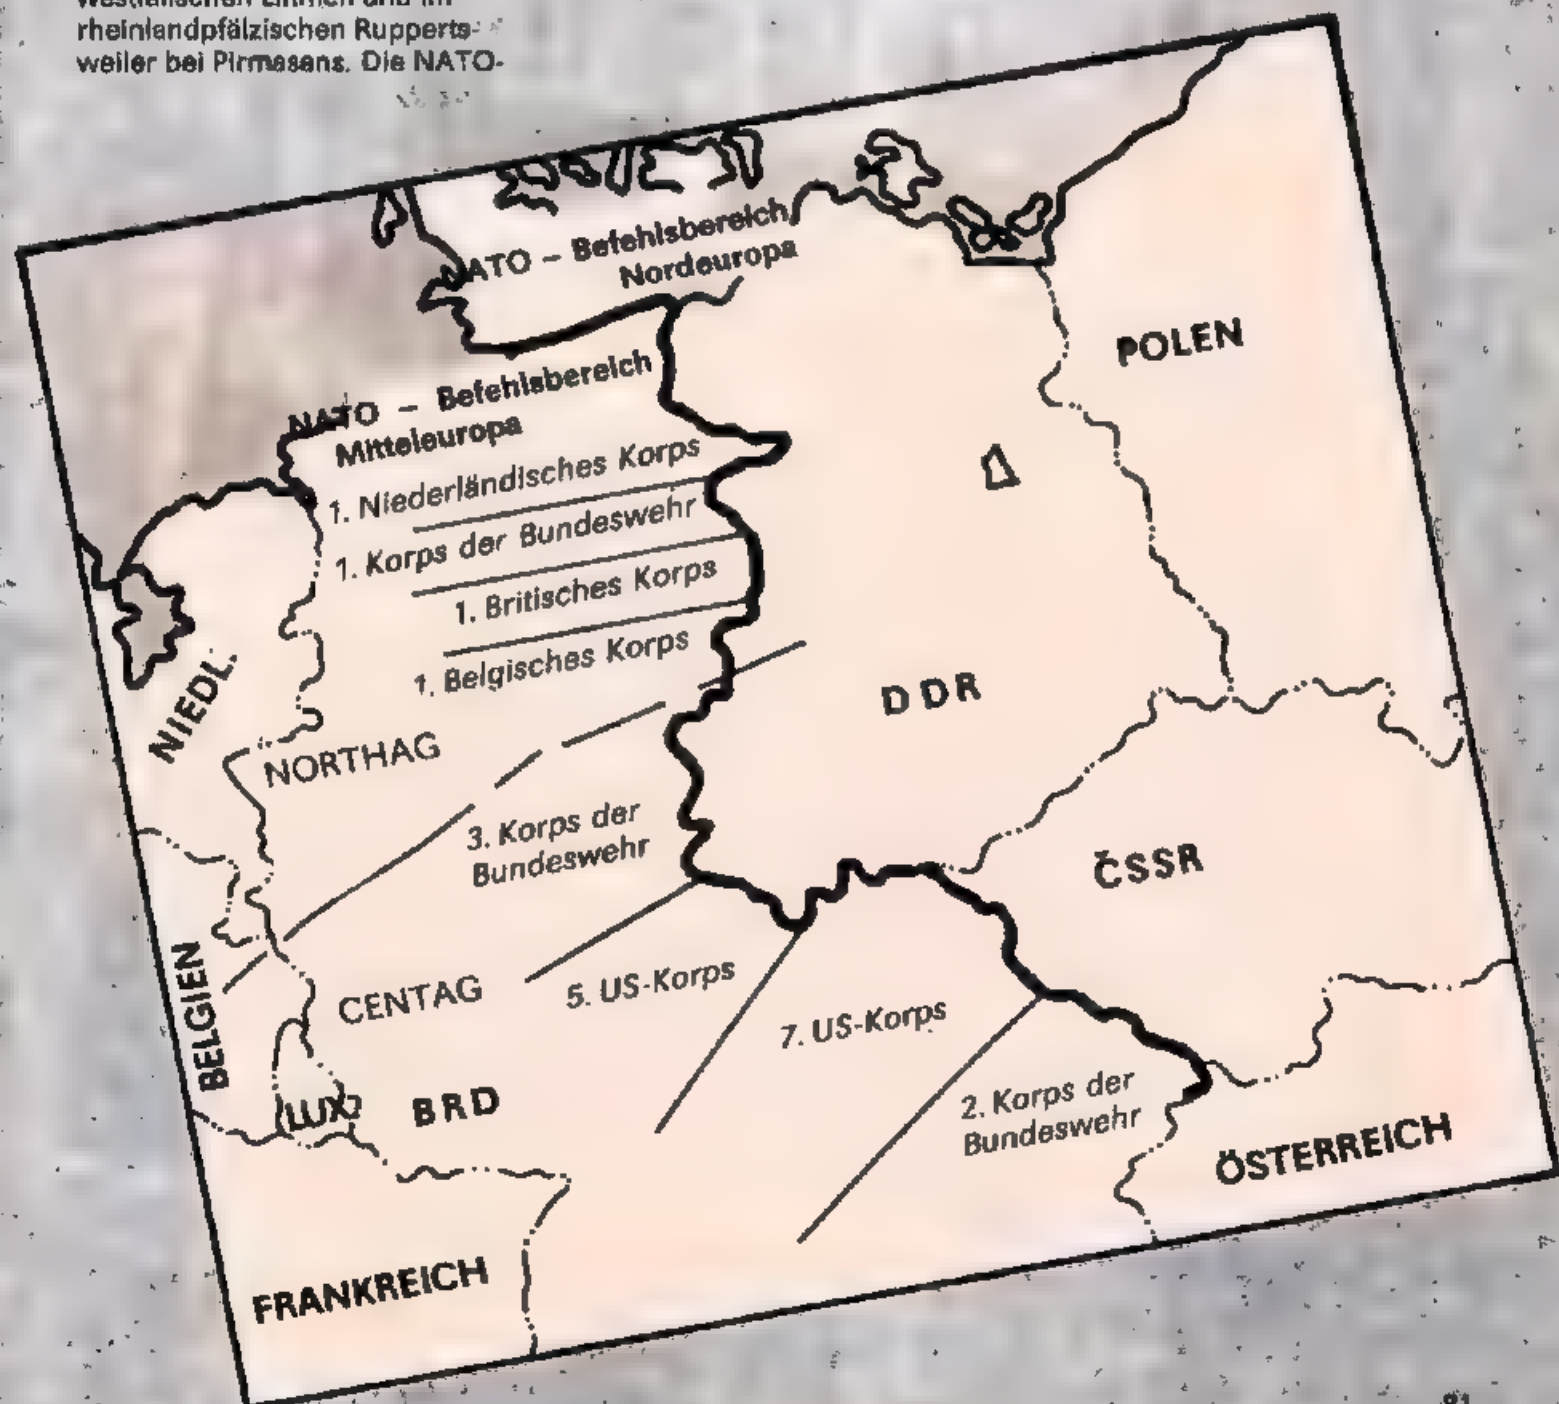 rheinlandpfälzischen Rupperts-
weiler bei Pirmasens. Die NATO-
NATO – Befehlsbereich
Nordeuropa
POLEN
NATO – Befehlsbereich
Mitteleuropa
1. Niederländisches Korps
1. Korps der Bundeswehr
1. Britisches Korps
1. Belgisches Korps
NIEDL.
DDR
NORTHAG
3. Korps der
Bundeswehr
ČSSR
BELGIEN
CENTAG
5. US-Korps
7. US-Korps
LUX.
BRD
2. Korps der
Bundeswehr
ÖSTERREICH
FRANKREICH